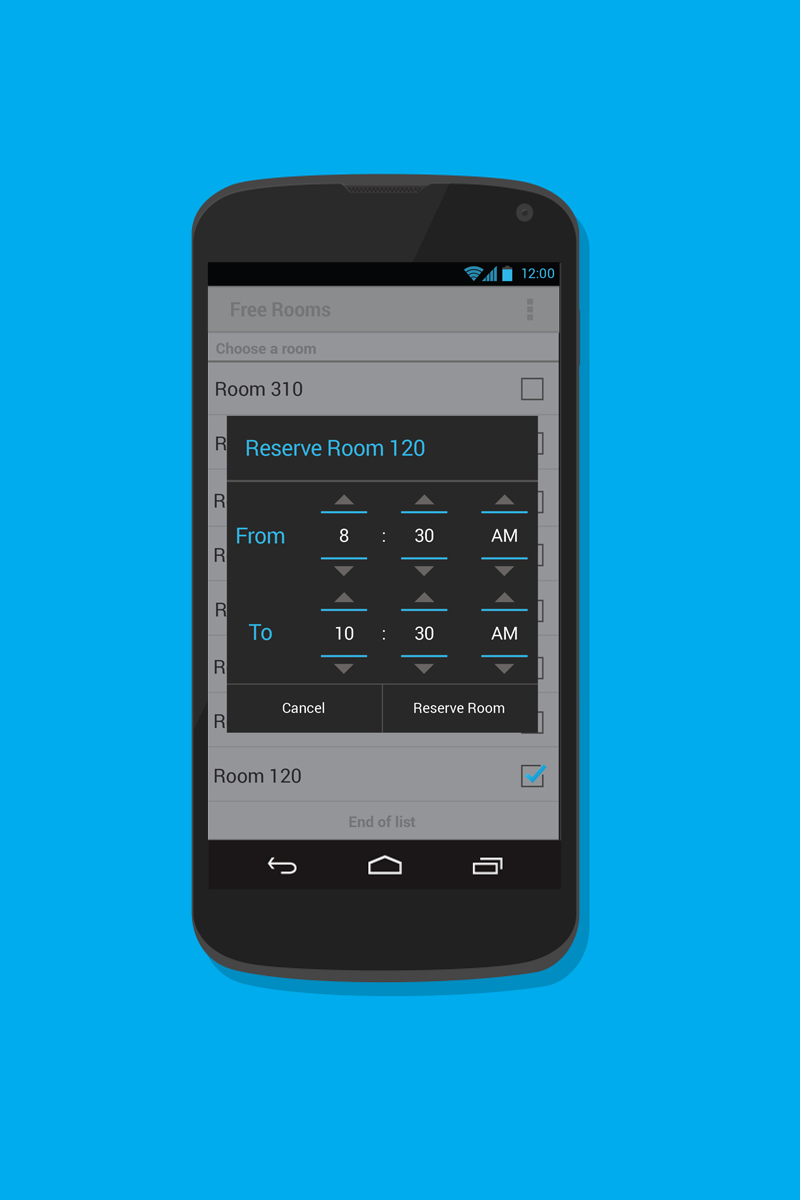 12:00
Free Rooms
Choose a room
Room 310
R
Reserve Room 120
R
From 8 : 30 AM
R
R
To 10 : 30 AM
R
R
Cancel Reserve Room
Room 120
End of list